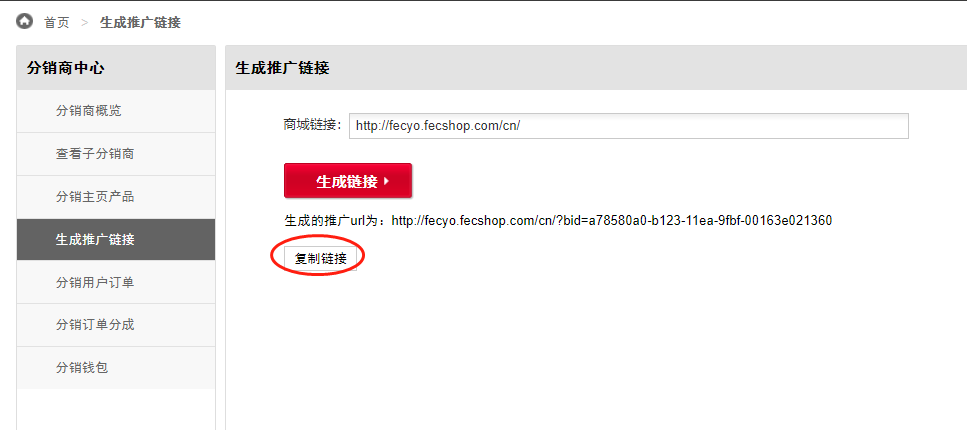 首页 > 生成推广链接
分销商中心
分销商概览
查看子分销商
分销主页产品
生成推广链接
分销用户订单
分销订单分成
分销钱包
生成推广链接
商城链接： http://fecyo.fecshop.com/cn/
生成链接
生成的推广url为：http://fecyo.fecshop.com/cn/?bid=a78580a0-b123-11ea-9fbf-00163e021360
复制链接